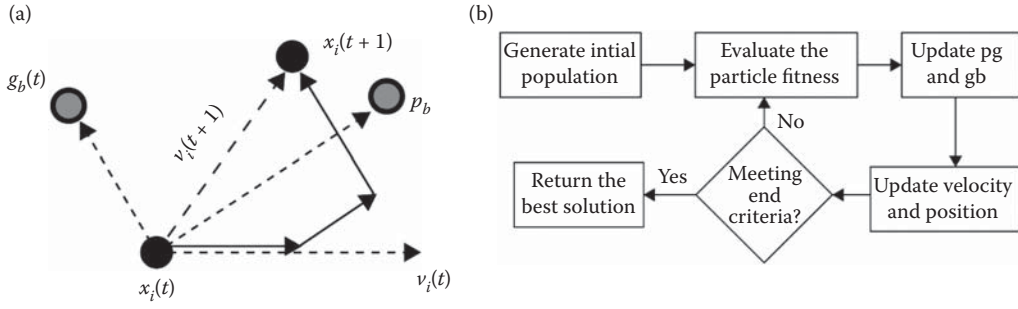 (a)
x_i(t + 1)
g_b(t)
p_b
v_i(t+1)
x_i(t)
v_i(t)
(b)
Generate intial
population
Evaluate the
particle fitness
Update pg
and gb
No
Meeting
end
criteria?
Yes
Return the
best solution
Update velocity
and position